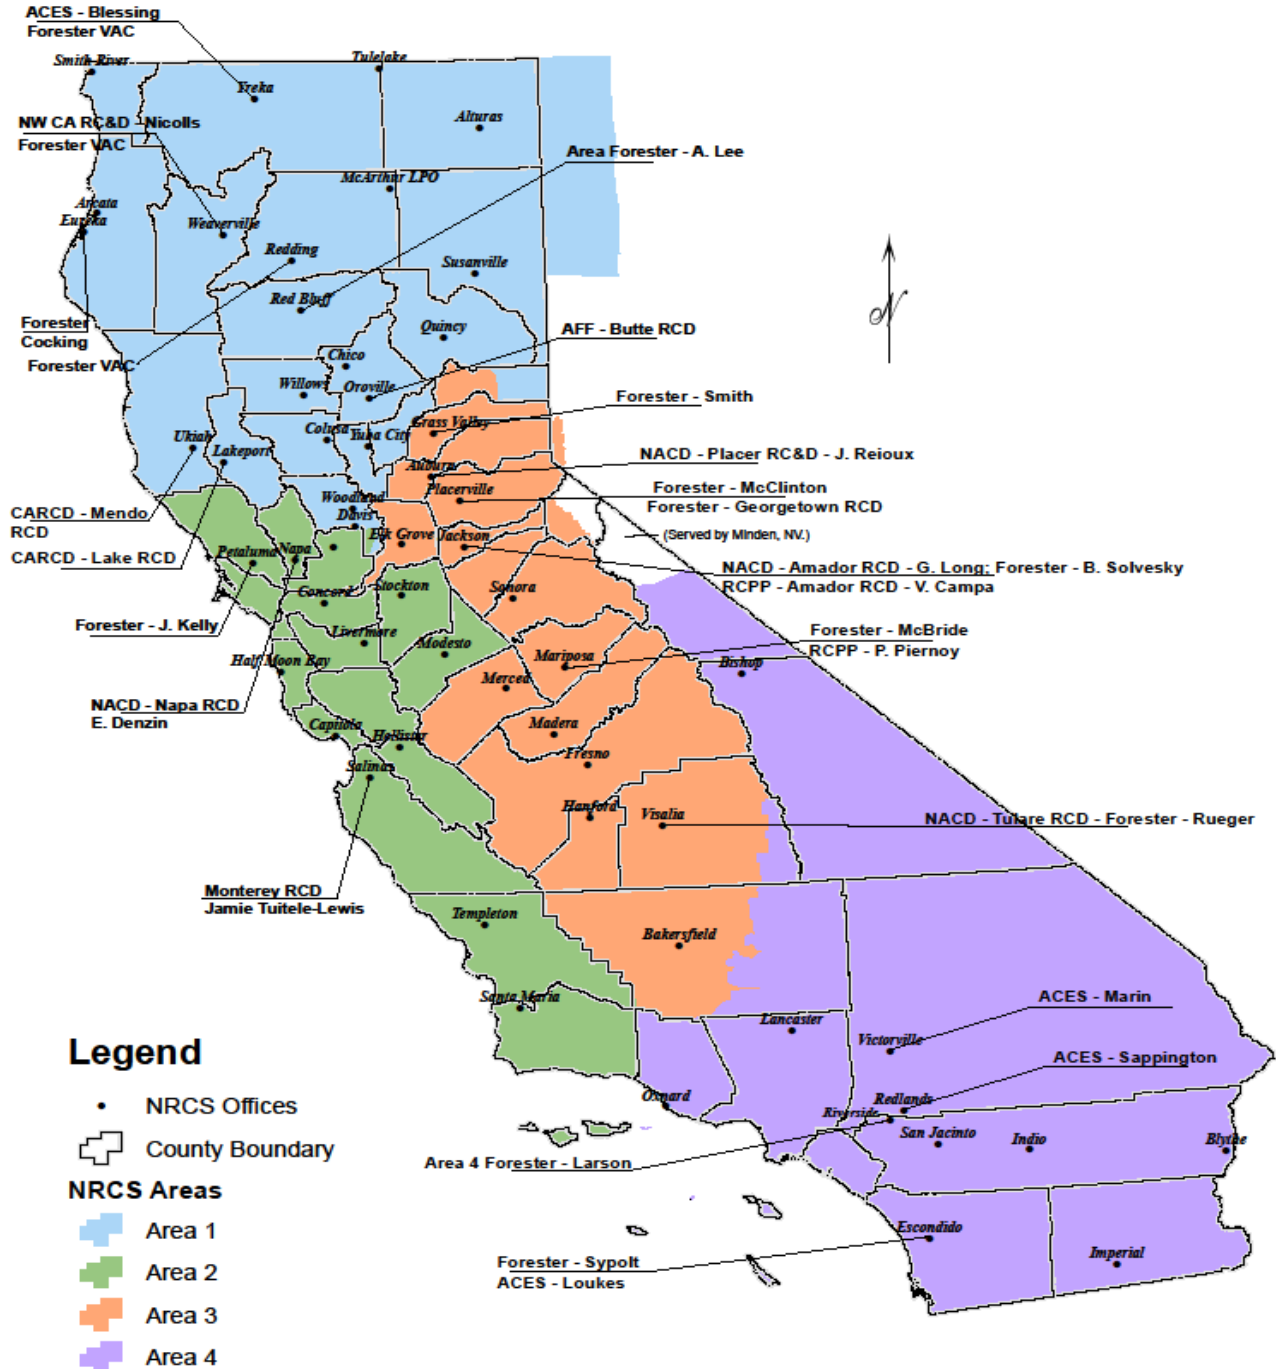 ACES - Blessing
Forester VAC
Smith River
Tulelake
Yreka
Alturas
NW CA RC&D - Nicolls
Forester VAC
Area Forester - A. Lee
McArthur LPO
Arcata
Eureka
Weaverville
Redding
Susanville
Red Bluff
Forester
Cocking
Quincy
AFF - Butte RCD
Forester VAC
Chico
Willows
Oroville
Forester - Smith
Grass Valley
Colusa
Yuba City
Ukiah
Lakeport
NACD - Placer RC&D - J. Reioux
Auburn
Placerville
Forester - McClinton
Forester - Georgetown RCD
Woodland
Davis
CARCD - Mendo
RCD
Elk Grove
Jackson
(Served by Minden, NV.)
CARCD - Lake RCD
Petaluma
Napa
NACD - Amador RCD - G. Long; Forester - B. Solvesky
RCPP - Amador RCD - V. Campa
Concord
Stockton
Sonora
Forester - J. Kelly
Livermore
Modesto
Forester - McBride
RCPP - P. Piernoy
Half Moon Bay
Mariposa
Bishop
Merced
NACD - Napa RCD
E. Denzin
Capitola
Hollister
Madera
Fresno
Salinas
Hanford
Visalia
NACD - Tulare RCD - Forester - Rueger
Monterey RCD
Jamie Tuitele-Lewis
Templeton
Bakersfield
Santa Maria
ACES - Marin
Lancaster
Victorville
ACES - Sappington
Oxnard
Redlands
Riverside
San Jacinto
Indio
Blythe
Area 4 Forester - Larson
Escondido
Imperial
Forester - Sypolt
ACES - Loukes
N
Legend
NRCS Offices
County Boundary
NRCS Areas
Area 1
Area 2
Area 3
Area 4